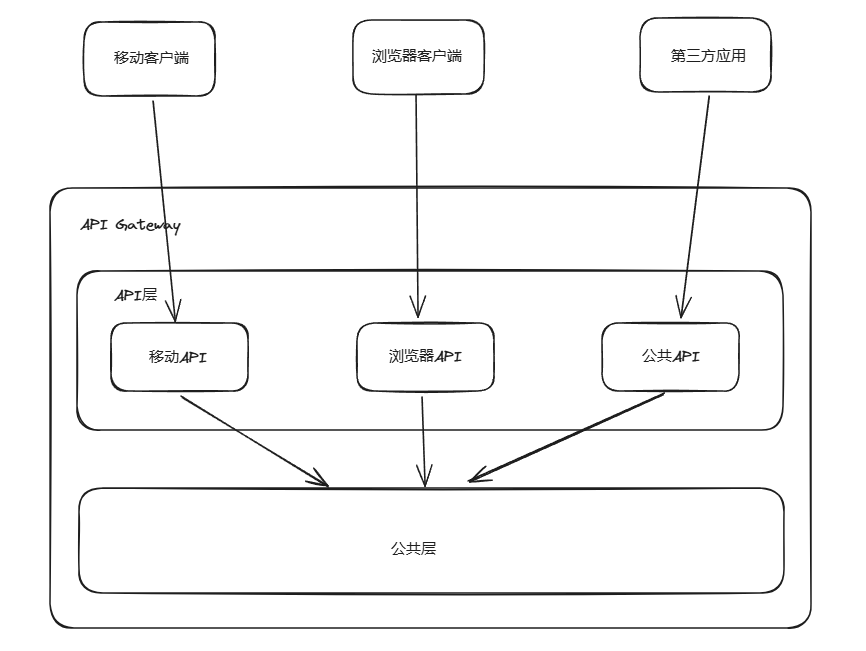 移动客户端
浏览器客户端
第三方应用
API Gateway
API层
移动API
浏览器API
公共API
公共层